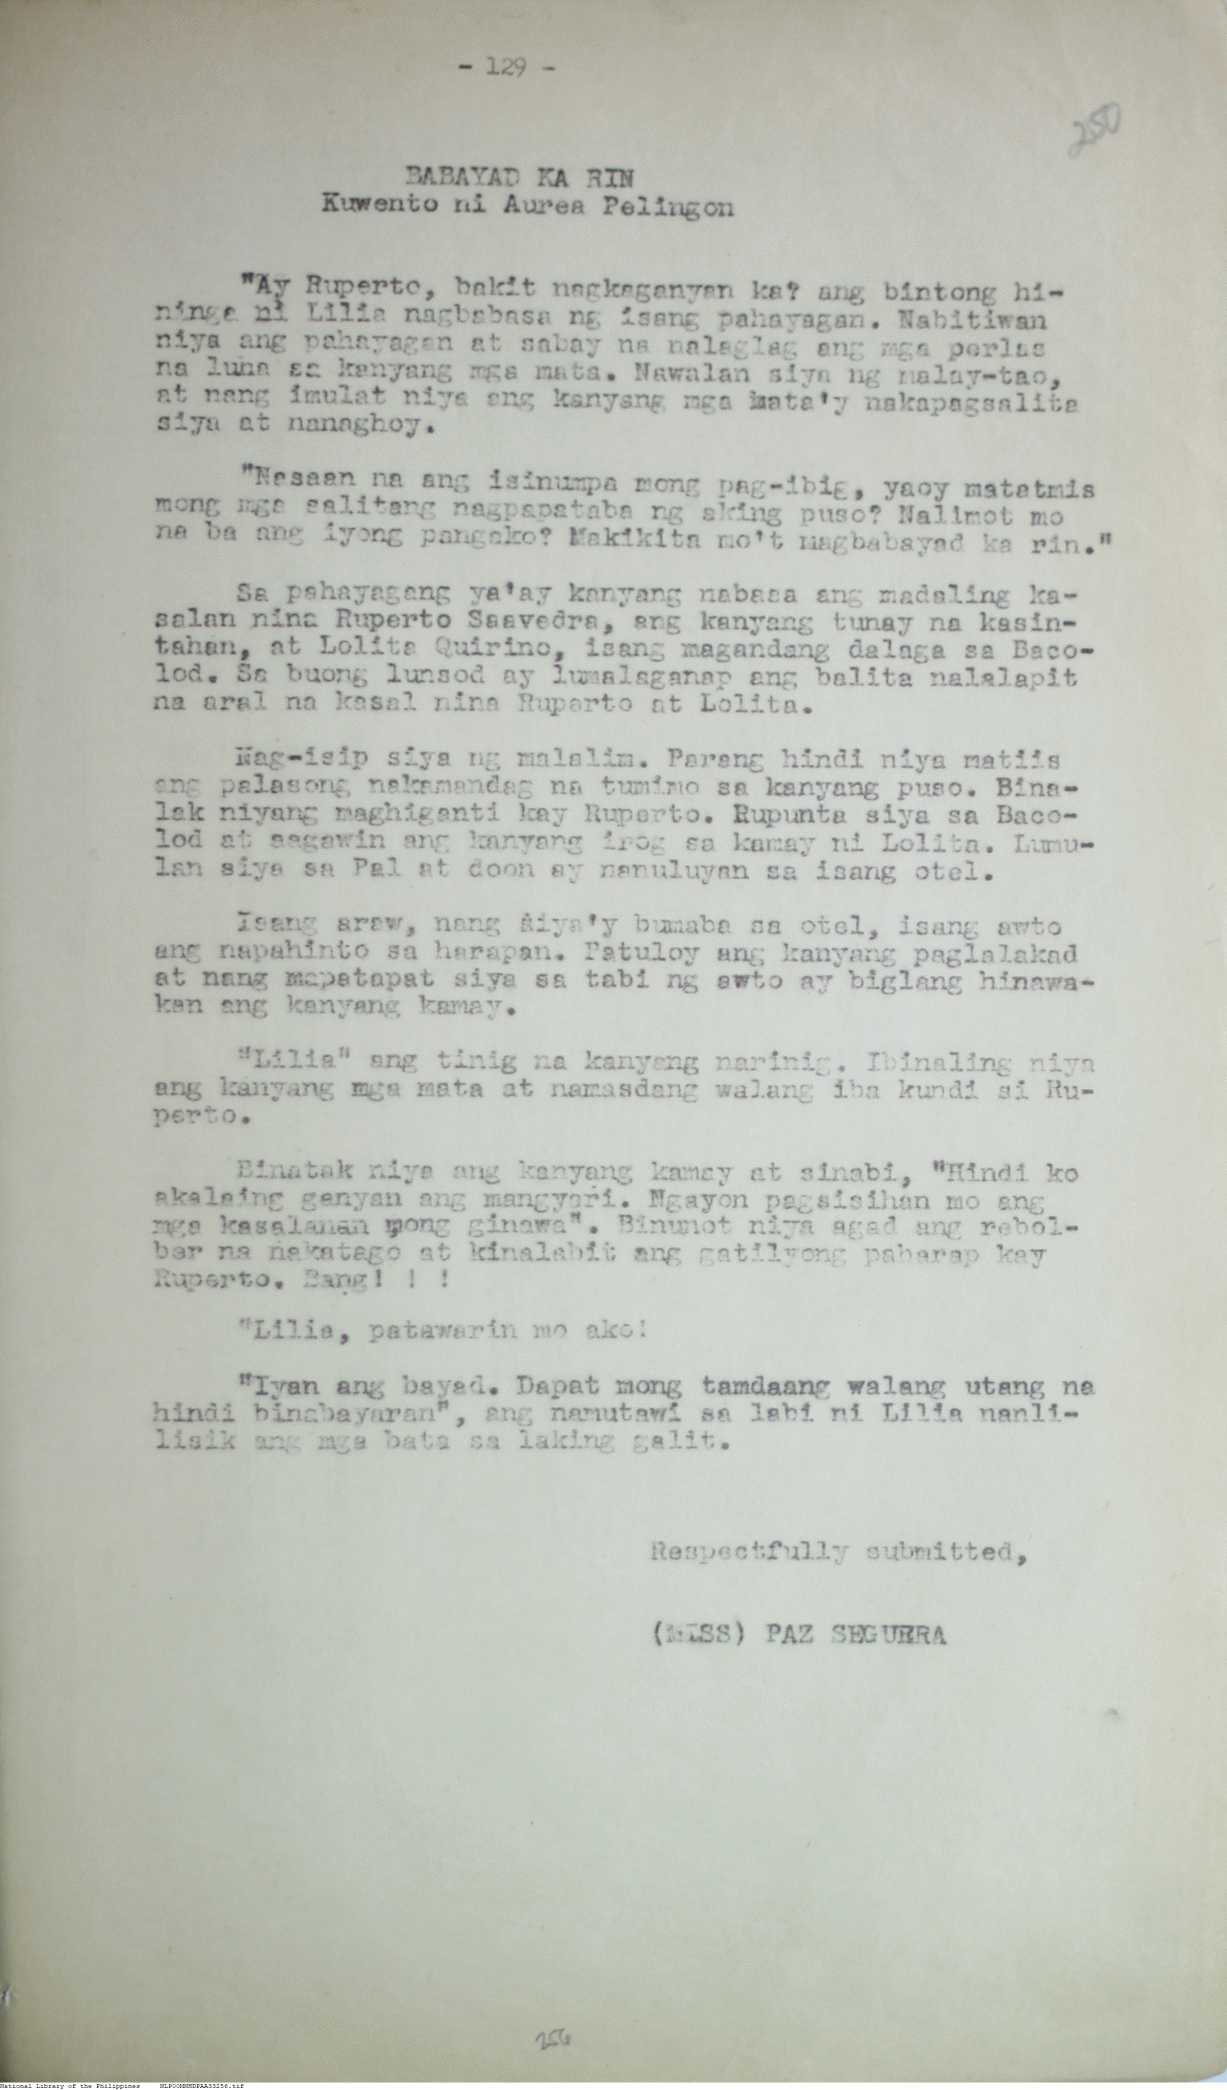 - 129 -
250
BABAYAD KA RIN
Kuwento ni Aurea Pelingon
"Ay Ruperto, bakit nagkaganyan ka? ang bintong hi-
ninga ni Lilia nagbabasa ng isang pahayagan. Nabitiwan
niya ang pahayagan at sabay na nalaglag ang mga perlas
na luha sa kanyang mga mata. Nawalan siya ng malay-tao,
at nang imulat niya ang kanyang mga mata'y nakapagsalita
siya at nanaghoy.
"Nasaan na ang isinumpa mong pag-ibig, yaoy matatmis
mong mga salitang nagpapataba ng aking puso? Nalimot mo
na ba ang iyong pangako? Makikita mo't magbabayad ka rin."
Sa pahayagang ya'ay kanyang nabasa ang madaling ka-
salan nina Ruperto Saavedra, ang kanyang tunay na kasin-
tahan, at Lolita Quirino, isang magandang dalaga sa Baco-
lod. Sa buong lunsod ay lumalaganap ang balita nalalapit
na aral na kasal nina Ruperto at Lolita.
Nag-isip siya ng malalim. Parang hindi niya matiis
ang palasong nakamandag na tumimo sa kanyang puso. Bina-
lak niyang maghiganti kay Ruperto. Rupunta siya sa Baco-
lod at aagawin ang kanyang irog sa kamay ni Lolita. Lumu-
lan siya sa Pal at doon ay nanuluyan sa isang otel.
Isang araw, nang siya'y bumaba sa otel, isang awto
ang napahinto sa harapan. Patuloy ang kanyang paglalakad
at nang mapatapat siya sa tabi ng awto ay biglang hinawa-
kan ang kanyang kamay.
"Lilia" ang tinig na kanyang narinig. Ibinaling niya
ang kanyang mga mata at namasdang walang iba kundi si Ru-
perto.
Binatak niya ang kanyang kamay at sinabi, "Hindi ko
akalaing ganyan ang mangyari. Ngayon pagsisihan mo ang
mga kasalanan mong ginawa". Binunot niya agad ang rebol-
ber na nakatago at kinalabit ang gatilyong paharap kay
Ruperto. Bang! ! !
"Lilia, patawarin mo ako!
"Iyan ang bayad. Dapat mong tamdaang walang utang na
hindi binabayaran", ang namutawi sa labi ni Lilia nanli-
lisik ang mga bata sa laking galit.
Respectfully submitted,
(MISS) PAZ SEGUERA
256
National Library of the Philippines NLPOOHNHDPAA33256.tif